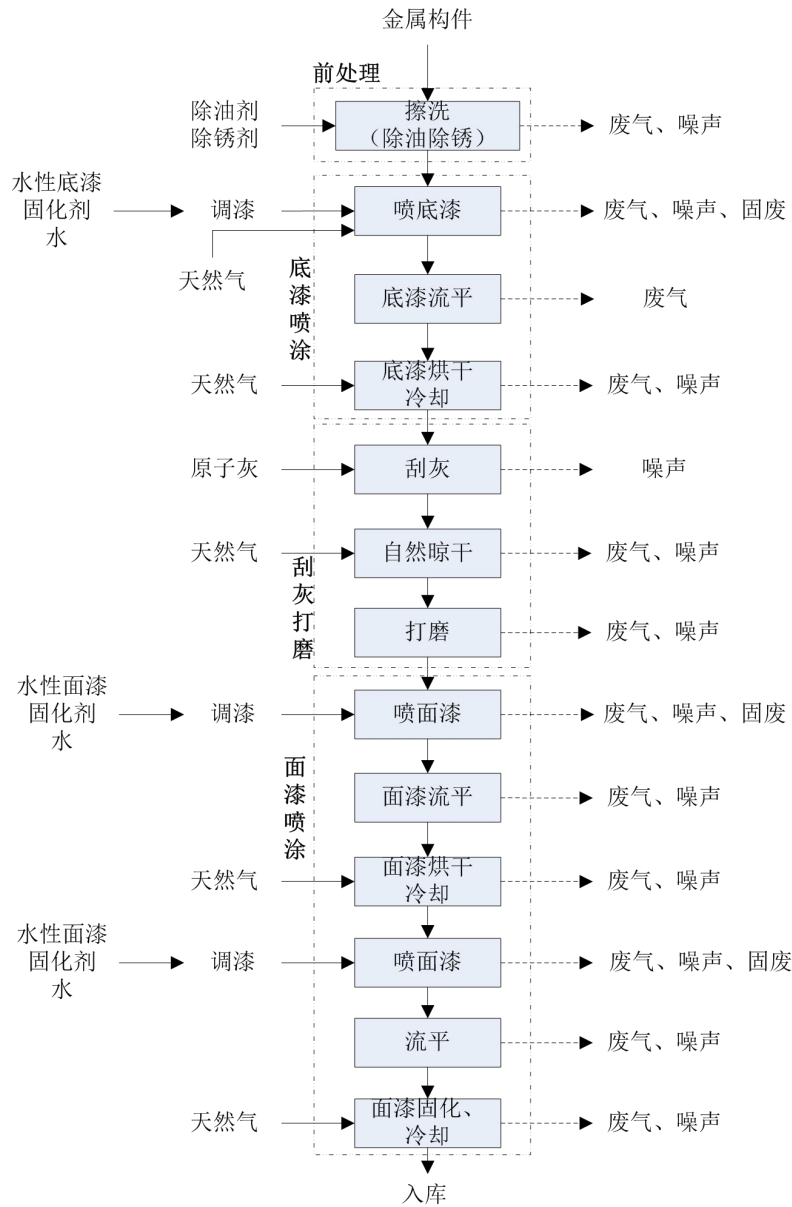 金属构件
前处理
除油剂
除锈剂
擦洗
（除油除锈）
废气、噪声
水性底漆
固化剂
水
调漆
喷底漆
废气、噪声、固废
天然气
底漆喷涂
底漆流平
废气
天然气
底漆烘干
冷却
废气、噪声
原子灰
刮灰
噪声
天然气
自然晾干
废气、噪声
刮灰打磨
打磨
废气、噪声
水性面漆
固化剂
水
调漆
喷面漆
废气、噪声、固废
面漆喷涂
面漆流平
废气、噪声
天然气
面漆烘干
冷却
废气、噪声
水性面漆
固化剂
水
调漆
喷面漆
废气、噪声、固废
流平
废气、噪声
天然气
面漆固化、
冷却
废气、噪声
入库